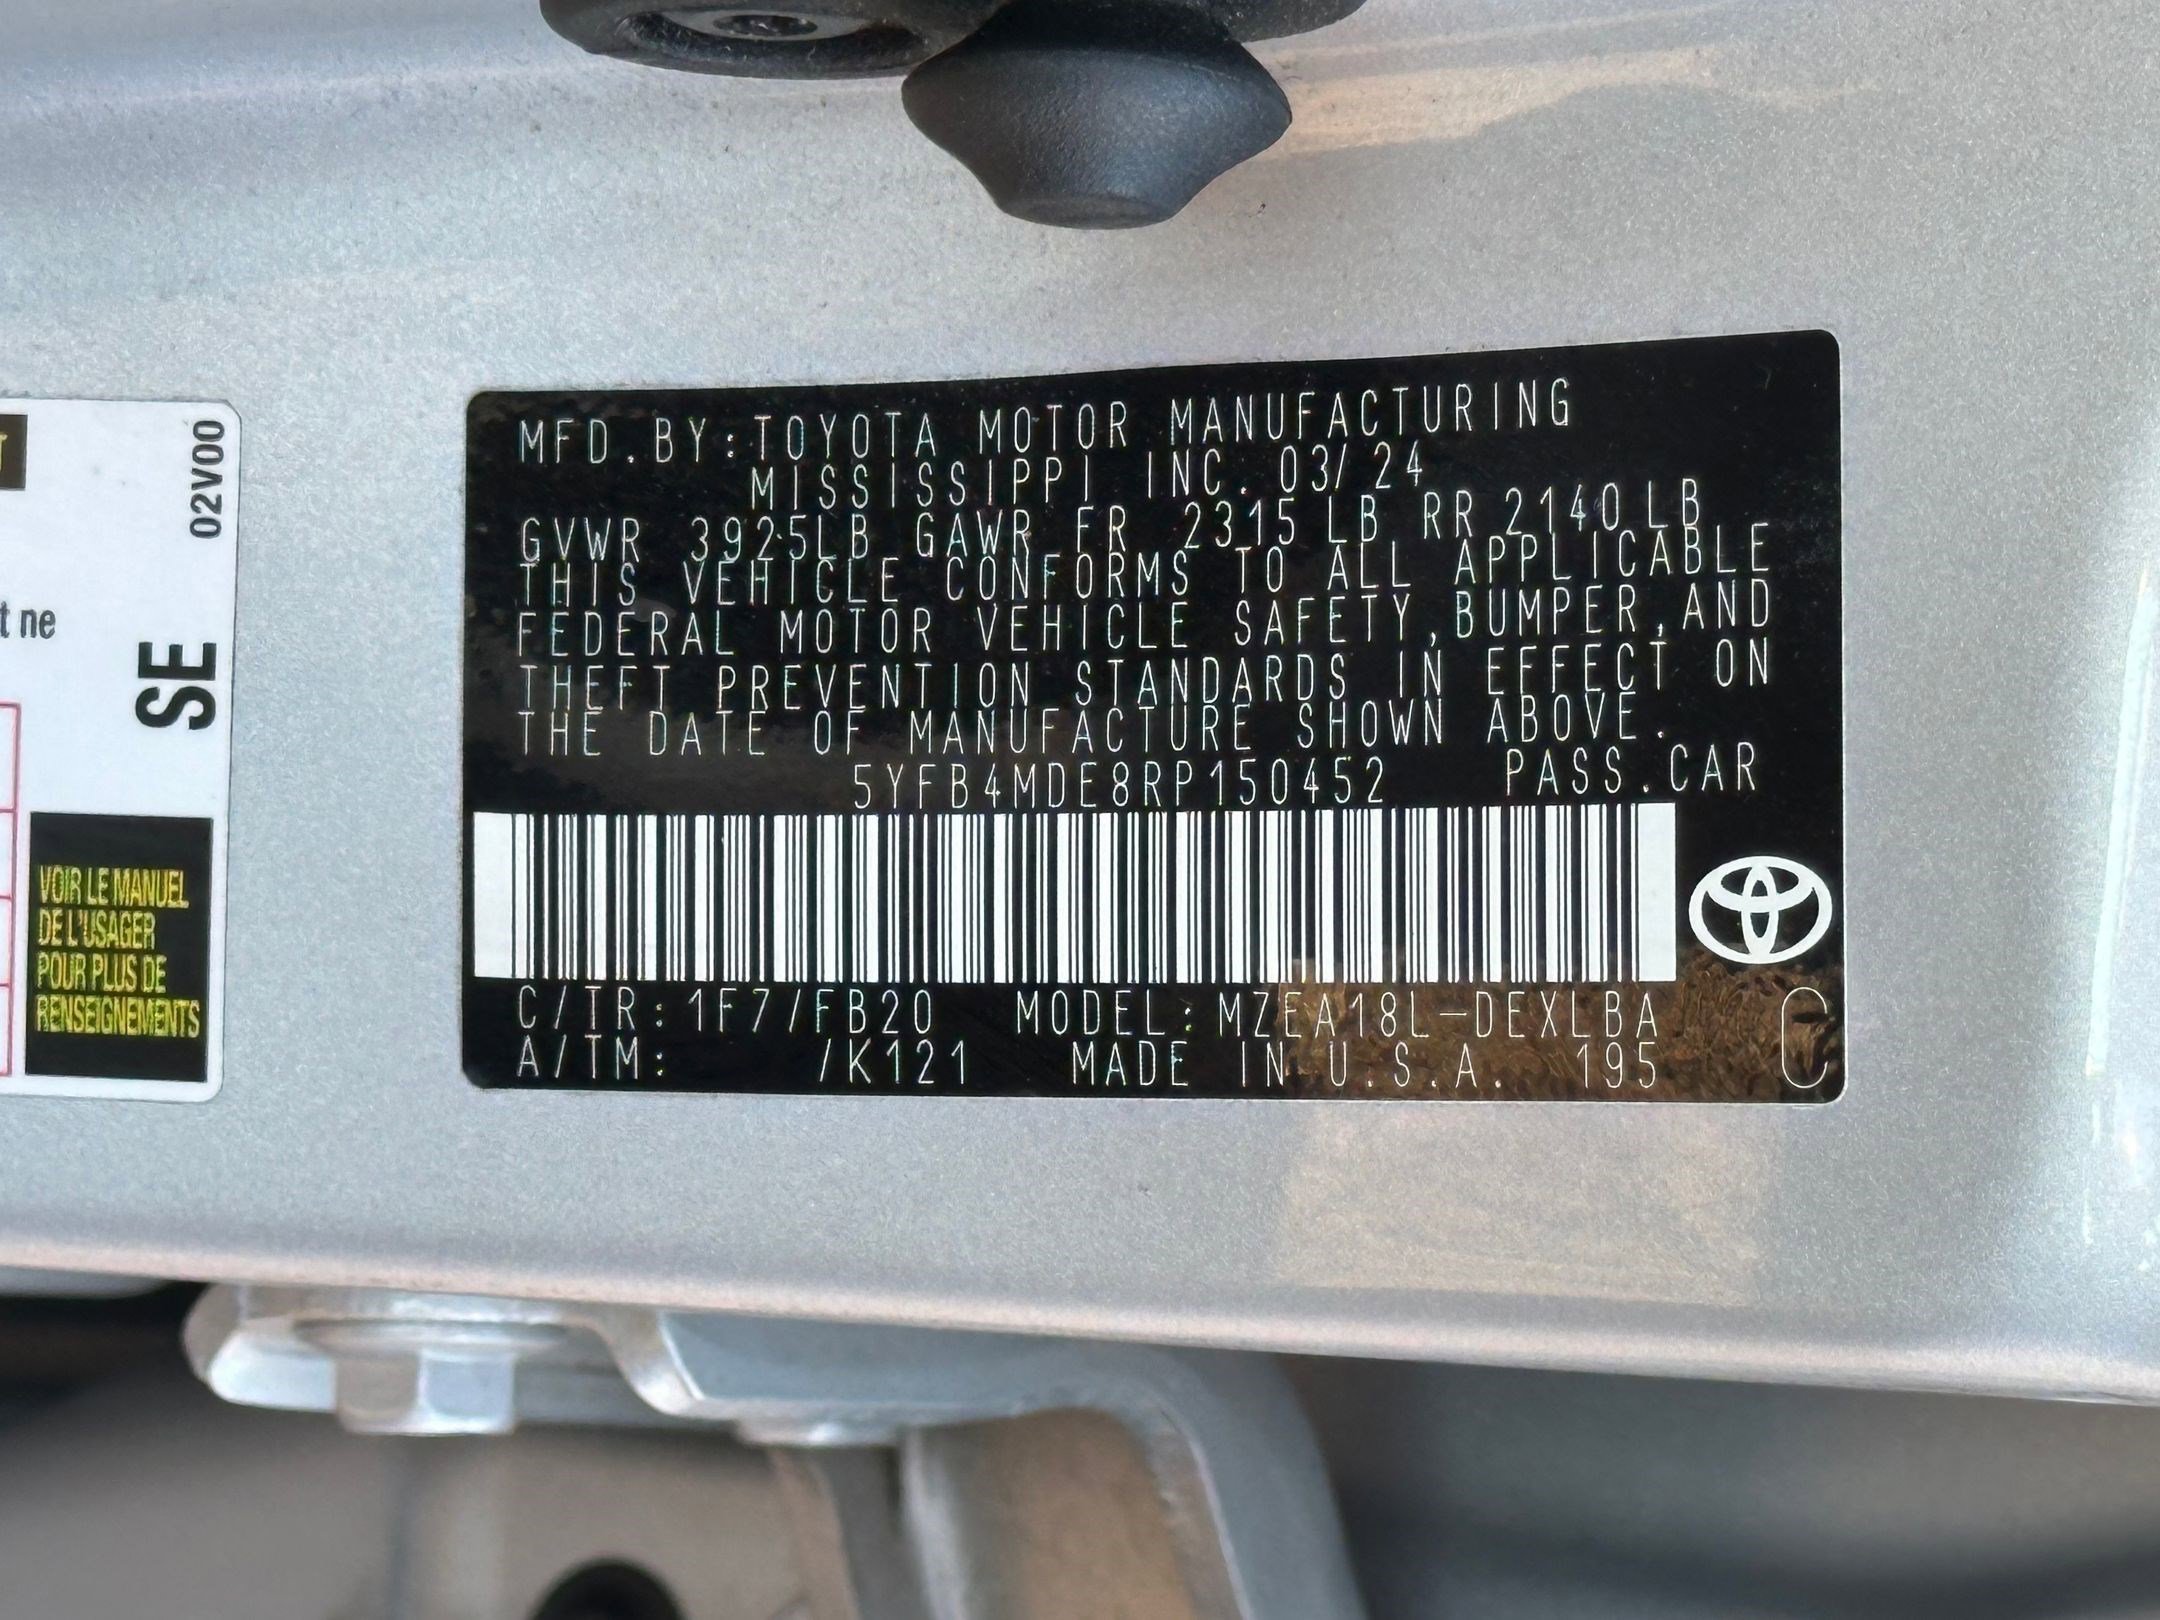 MFD.BY:TOYOTA MOTOR MANUFACTURING
MISSISSIPPI INC. 03/24
GVWR 3925LB GAWR FR 2315 LB RR 2140 LB
THIS VEHICLE CONFORMS TO ALL APPLICABLE
FEDERAL MOTOR VEHICLE SAFETY,BUMPER,AND
THEFT PREVENTION STANDARDS IN EFFECT ON
THE DATE OF MANUFACTURE SHOWN ABOVE.
5YFB4MDE8RP150452 PASS.CAR
C/TR:1F7/FB20 MODEL:MZEA18L-DEXLBA
A/TM: /K121 MADE IN U.S.A. 195
C
02V00
SE
t ne
VOIR LE MANUEL
DE L'USAGER
POUR PLUS DE
RENSEIGNEMENTS